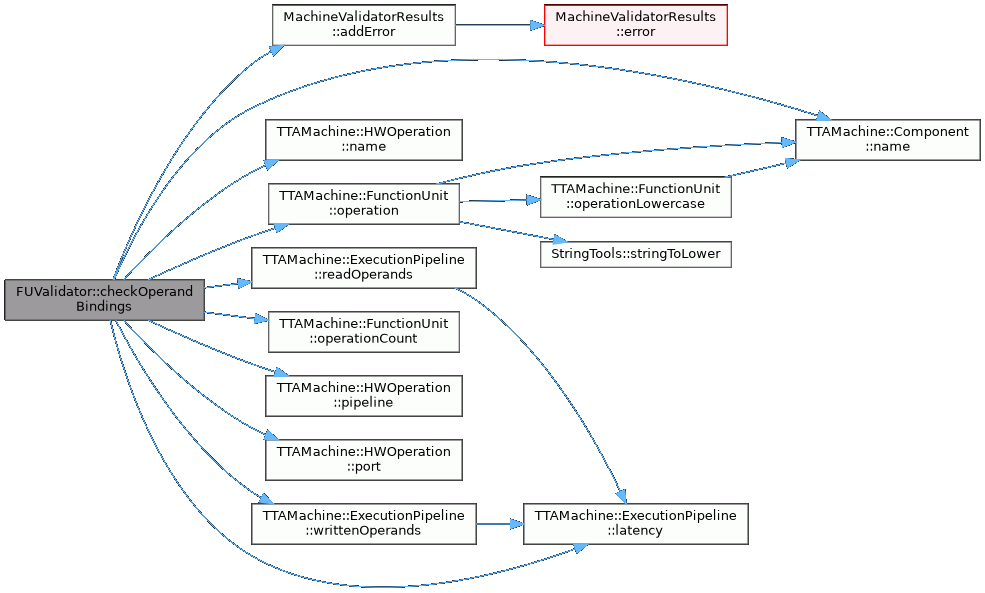 MachineValidatorResults
::addError
MachineValidatorResults
::error
TTAMachine::HWOperation
::name
TTAMachine::Component
::name
TTAMachine::FunctionUnit
::operation
TTAMachine::FunctionUnit
::operationLowercase
StringTools::stringToLower
TTAMachine::ExecutionPipeline
::readOperands
FUValidator::checkOperand
Bindings
TTAMachine::FunctionUnit
::operationCount
TTAMachine::HWOperation
::pipeline
TTAMachine::HWOperation
::port
TTAMachine::ExecutionPipeline
::writtenOperands
TTAMachine::ExecutionPipeline
::latency